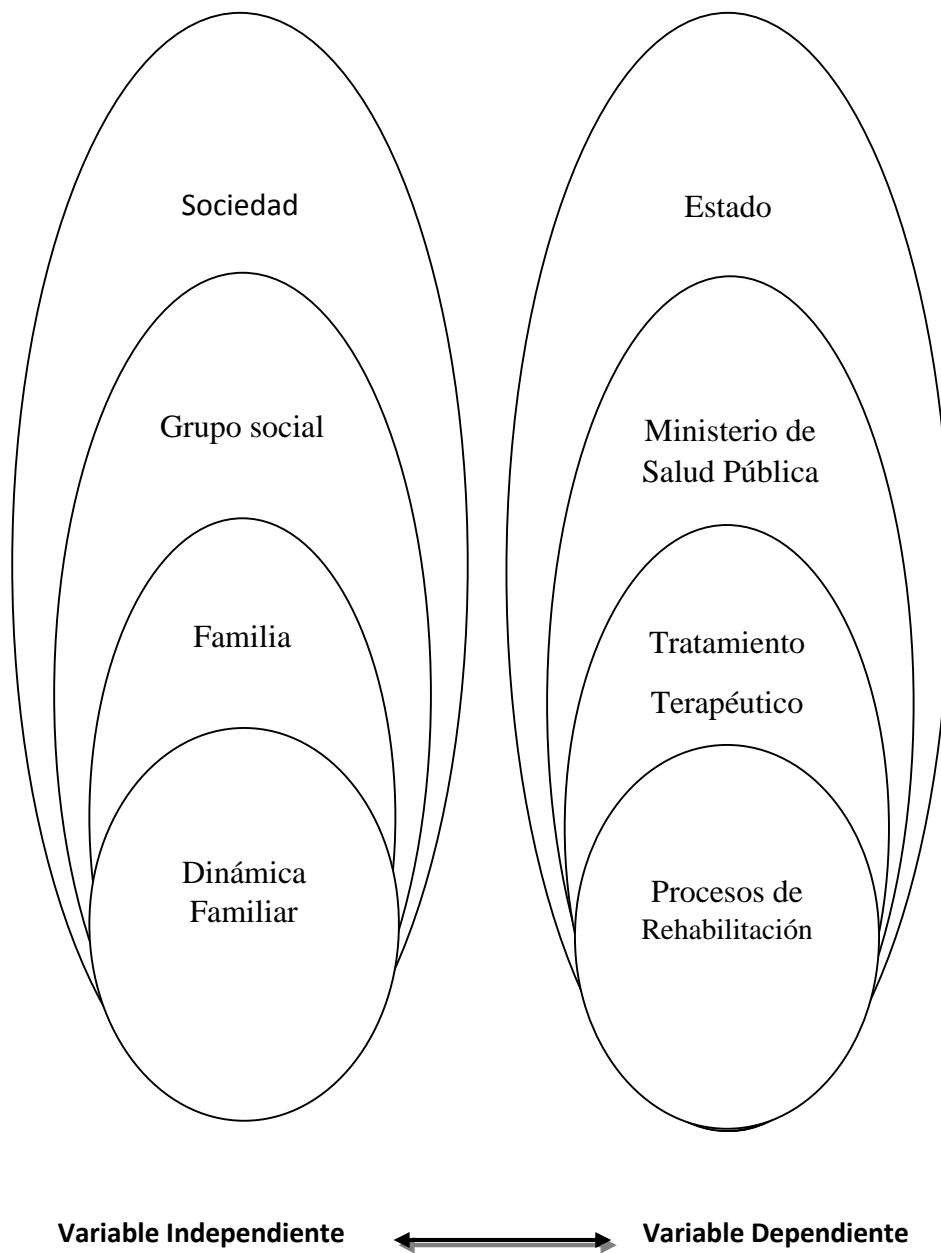 Sociedad
Grupo social
Familia
Dinámica
Familiar
Estado
Ministerio de
Salud Pública
Tratamiento
Terapéutico
Procesos de
Rehabilitación
Variable Independiente
Variable Dependiente